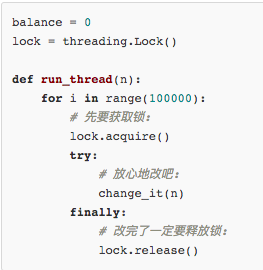 balance = 0
lock = threading.Lock()
def run_thread(n):
    for i in range(100000):
        # 先要获取锁:
        lock.acquire()
        try:
            # 放心地改吧:
            change_it(n)
        finally:
            # 改完了一定要释放锁:
            lock.release()